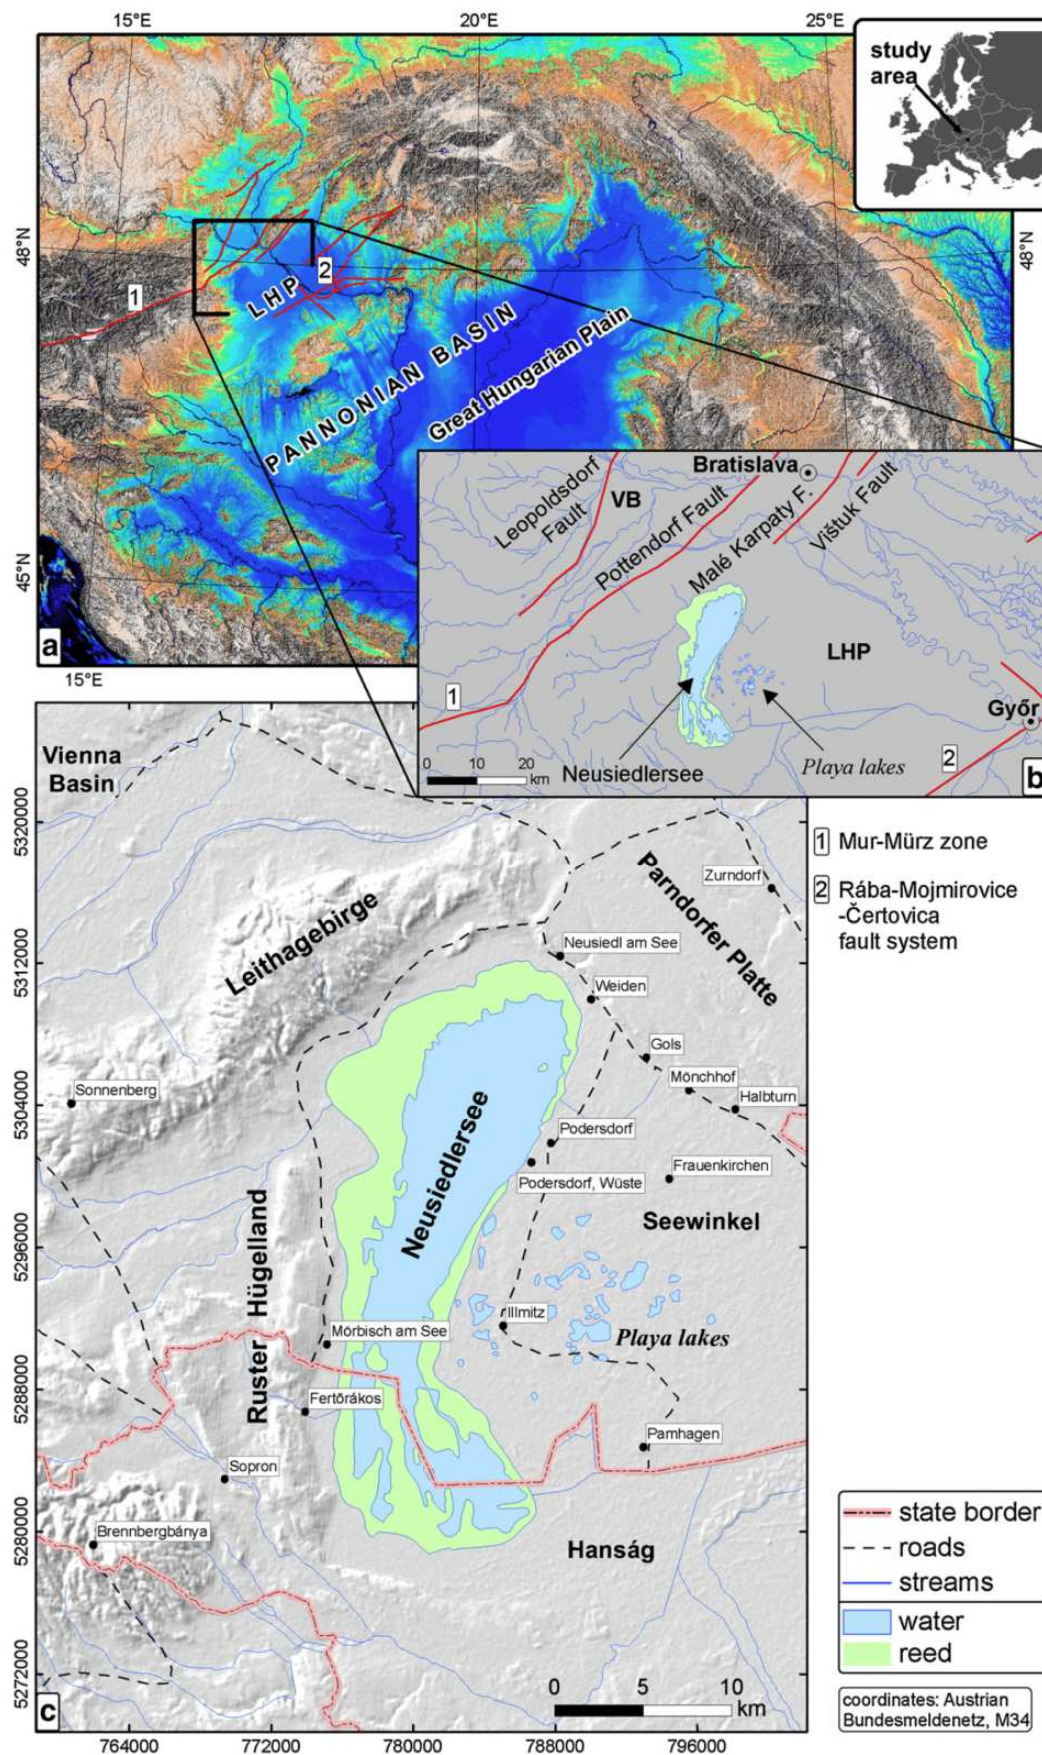 15°E
20°E
25°E
study
area
48°N
48°N
1
2
LHP
PANNONIAN BASIN
Great Hungarian Plain
45°N
a
15°E
Leopoldsdorf
Fault
VB
Bratislava
Pottendorf Fault
Malé Karpaty F.
Vištuk Fault
LHP
1
Győr
2
Neusiedlersee
Playa lakes
0 10 20
km
b
Vienna
Basin
1 Mur-Mürz zone
2 Rába-Mojmirovice
-Čertovica
fault system
Leithagebirge
Parndorfer Platte
Zurndorf
Neusiedl am See
Weiden
Gols
Mönchhof
Halbturn
Sonnenberg
Neusiedlersee
Podersdorf
Podersdorf, Wüste
Frauenkirchen
Seewinkel
Ruster Hügelland
Illmitz
Mörbisch am See
Playa lakes
Fertőrákos
Pamhagen
Sopron
Brennbergbánya
Hanság
0 5 10
km
c
5320000
5312000
5304000
5296000
5288000
5280000
5272000
764000
772000
780000
788000
796000
state border
roads
streams
water
reed
coordinates: Austrian
Bundesmeldenetz, M34